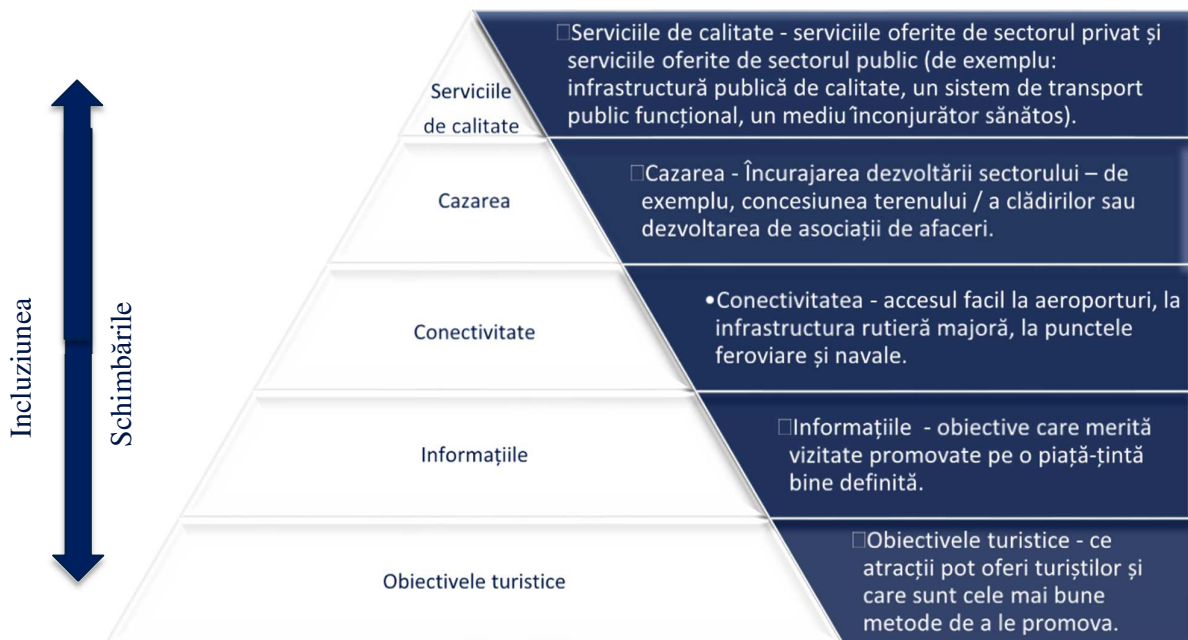 Incluziunea
Schimbările
Serviciile
de calitate
□Serviciile de calitate - serviciile oferite de sectorul privat și
serviciile oferite de sectorul public (de exemplu:
infrastructură publică de calitate, un sistem de transport
public funcțional, un mediu înconjurător sănătos).
Cazarea
□Cazarea - Încurajarea dezvoltării sectorului – de
exemplu, concesiunea terenului / a clădirilor sau
dezvoltarea de asociații de afaceri.
Conectivitate
•Conectivitatea - accesul facil la aeroporturi, la
infrastructura rutieră majoră, la punctele
feroviare și navale.
Informațiile
□Informațiile - obiective care merită
vizitate promovate pe o piață-țintă
bine definită.
Obiectivele turistice
□Obiectivele turistice - ce
atracții pot oferi turiștilor și
care sunt cele mai bune
metode de a le promova.